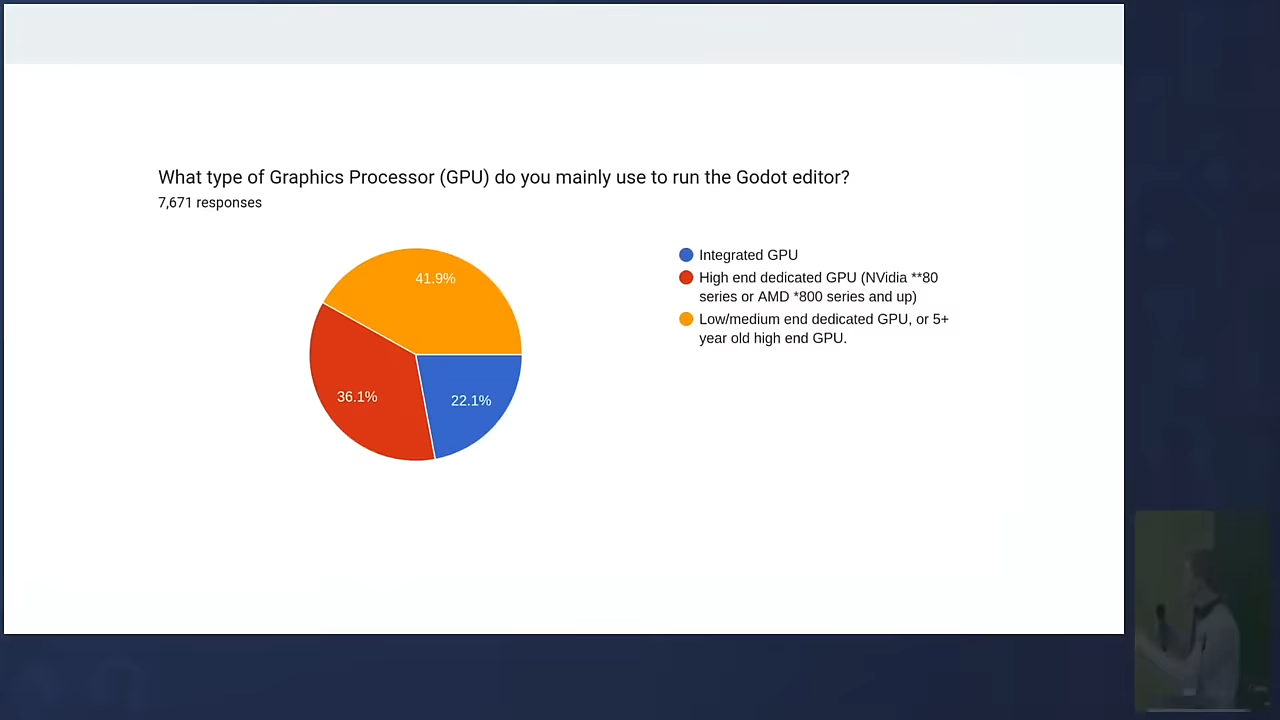 What type of Graphics Processor (GPU) do you mainly use to run the Godot editor?
7,671 responses
41.9%
36.1%
22.1%
Integrated GPU
High end dedicated GPU (NVidia **80
series or AMD *800 series and up)
Low/medium end dedicated GPU, or 5+
year old high end GPU.